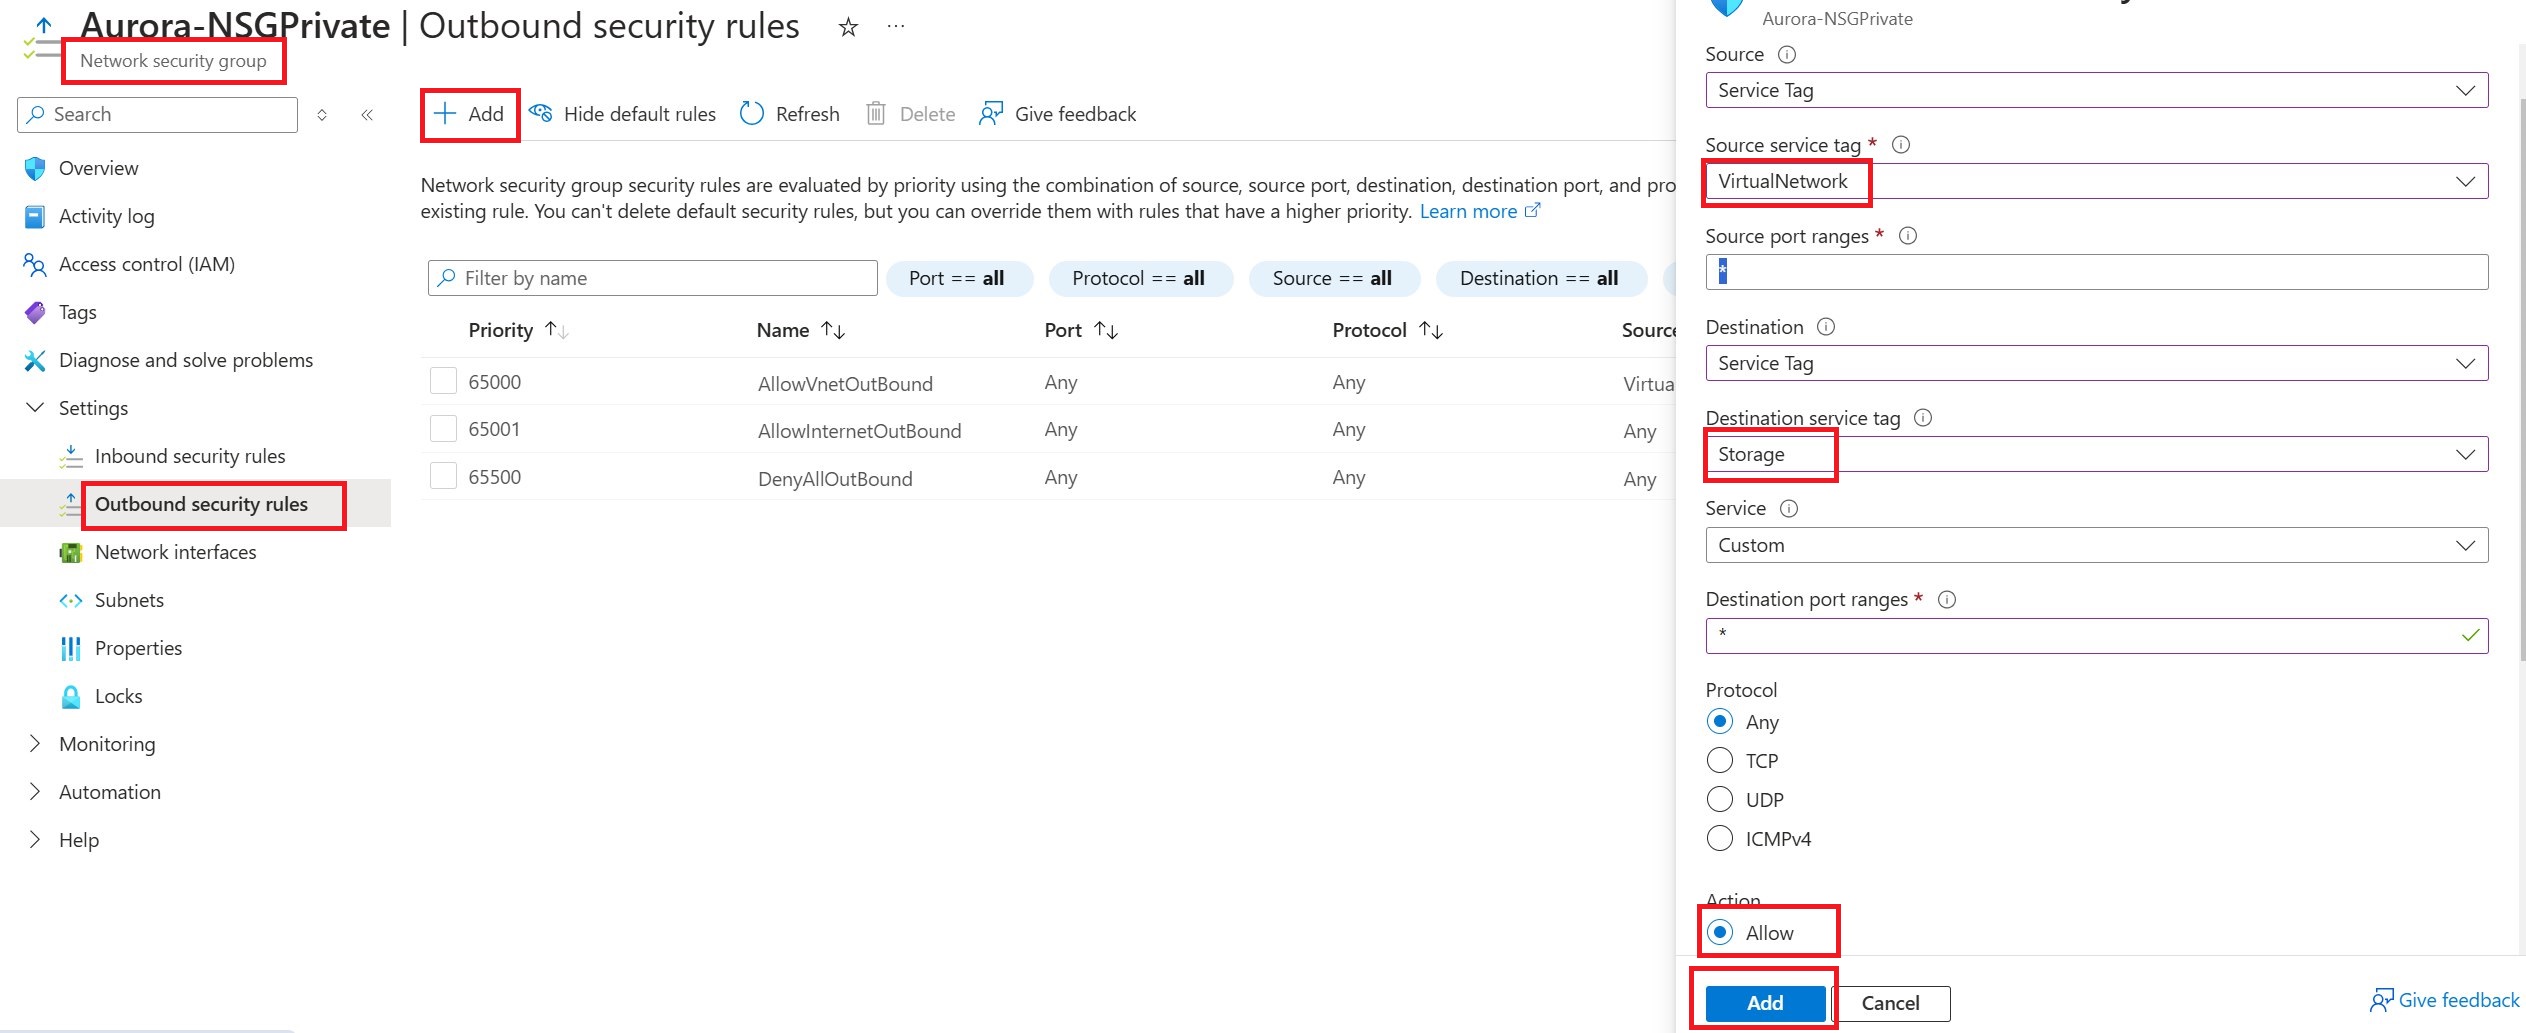 Aurora-NSGPrivate | Outbound security rules ☆ ...
Network security group
Search
Overview
Activity log
Access control (IAM)
Tags
Diagnose and solve problems
Settings
Inbound security rules
Outbound security rules
Network interfaces
Subnets
Properties
Locks
Monitoring
Automation
Help
+ Add Hide default rules Refresh Delete Give feedback
Network security group security rules are evaluated by priority using the combination of source, source port, destination, destination port, and pro
existing rule. You can't delete default security rules, but you can override them with rules that have a higher priority. Learn more
Filter by name Port == all Protocol == all Source == all Destination == all
Priority Name Port Protocol Source
65000 AllowVnetOutBound Any Any Virtua
65001 AllowInternetOutBound Any Any Any
65500 DenyAllOutBound Any Any Any
Aurora-NSGPrivate
Source
Service Tag
Source service tag *
VirtualNetwork
Source port ranges *
*
Destination
Service Tag
Destination service tag
Storage
Service
Custom
Destination port ranges *
*
Protocol
Any
TCP
UDP
ICMPv4
Action
Allow
Add Cancel Give feedback